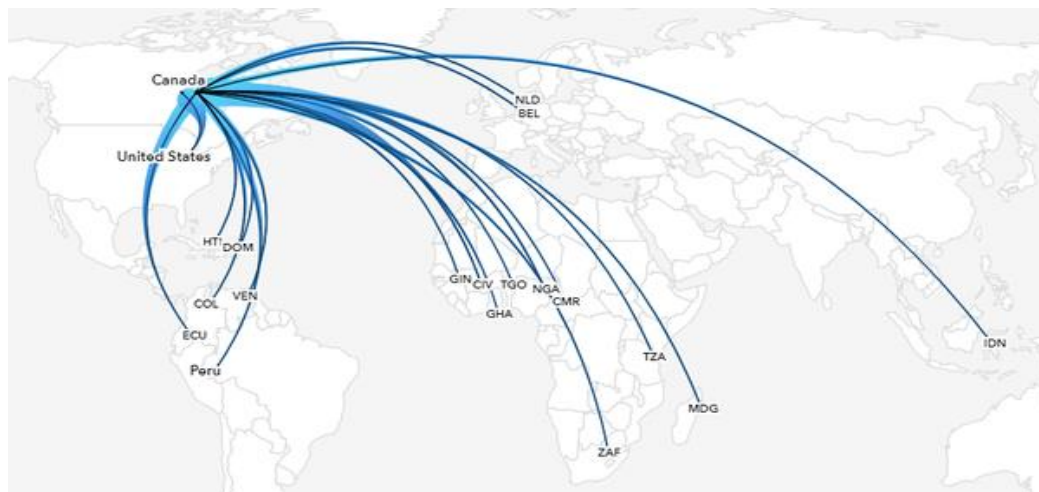 Canada
NLD
BEL
United States
HTI
DOM
GIN
CIV
TGO
NGA
CMR
COL
VEN
GHA
ECU
IDN
TZA
Peru
MDG
ZAF